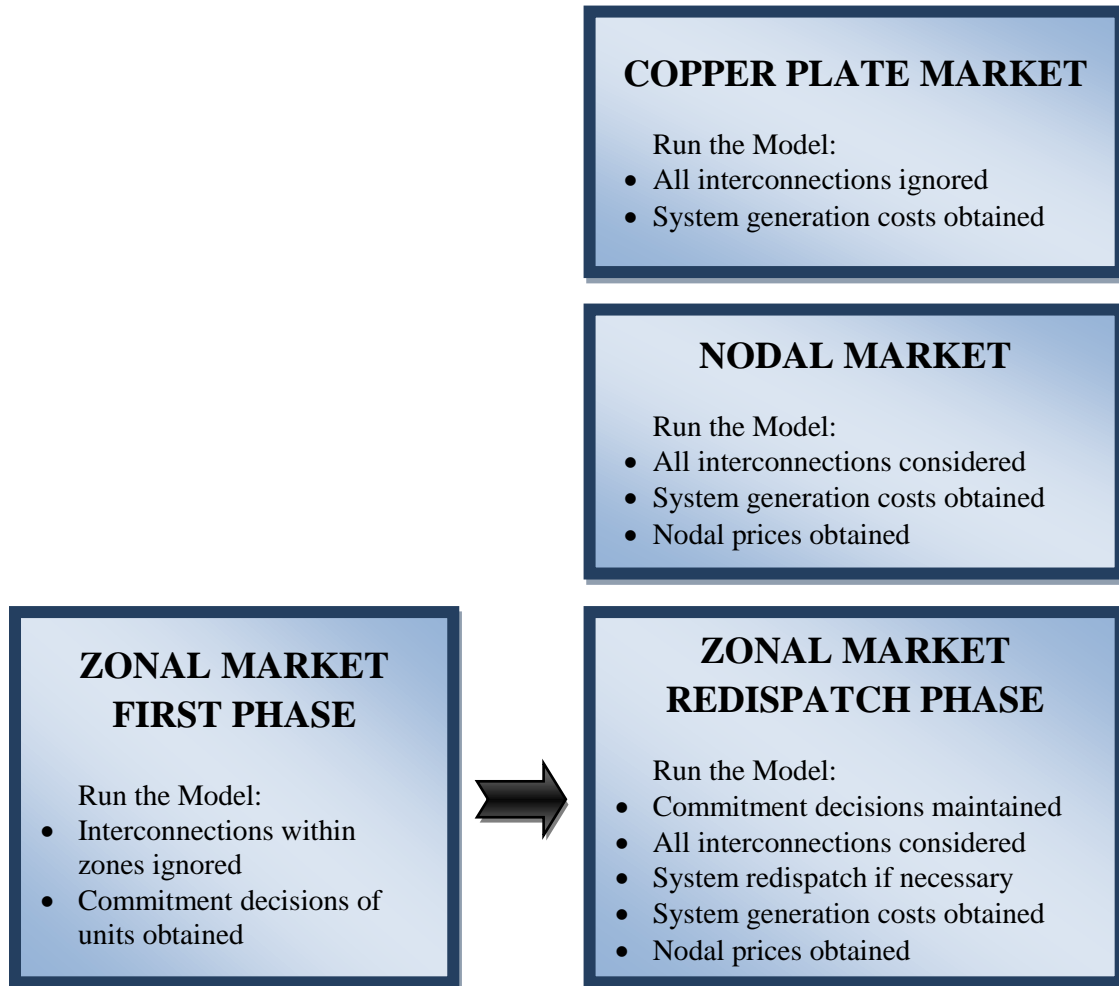 COPPER PLATE MARKET
Run the Model:
• All interconnections ignored
• System generation costs obtained
NODAL MARKET
Run the Model:
• All interconnections considered
• System generation costs obtained
• Nodal prices obtained
ZONAL MARKET
FIRST PHASE
Run the Model:
• Interconnections within
zones ignored
• Commitment decisions of
units obtained
ZONAL MARKET
REDISPATCH PHASE
Run the Model:
• Commitment decisions maintained
• All interconnections considered
• System redispatch if necessary
• System generation costs obtained
• Nodal prices obtained